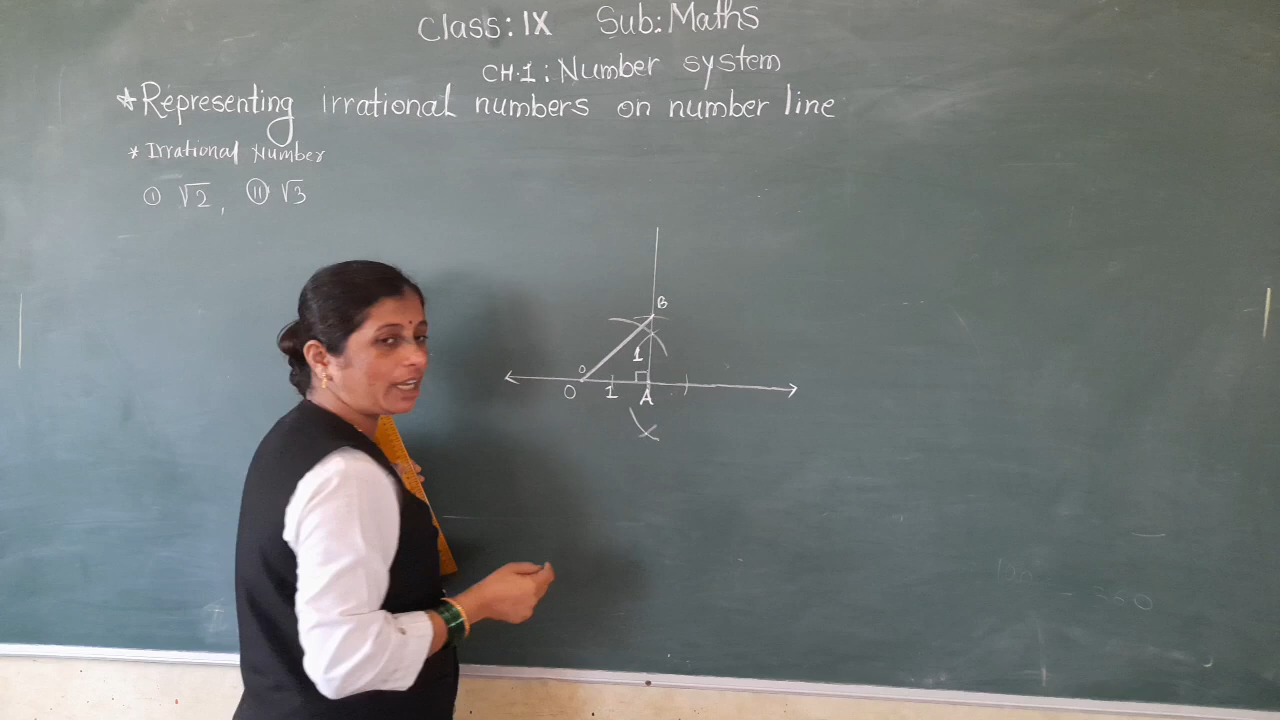 Class: IX Sub: Maths
CH.1: Number system
*Representing irrational numbers on number line
* Irrational Number
① √2, ⑪ √3
B
1
0
O 1 A